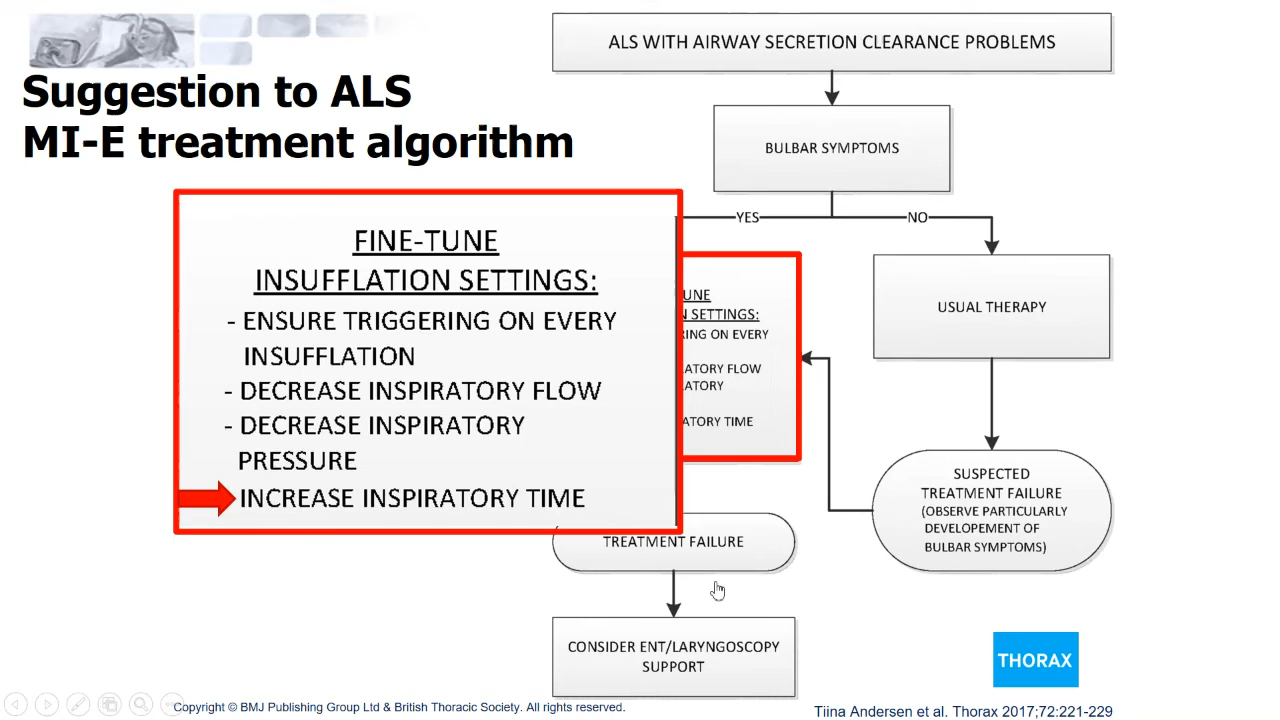 Suggestion to ALS
MI-E treatment algorithm
ALS WITH AIRWAY SECRETION CLEARANCE PROBLEMS
BULBAR SYMPTOMS
YES
NO
FINE-TUNE
INSUFFLATION SETTINGS:
- ENSURE TRIGGERING ON EVERY
INSUFFLATION
- DECREASE INSPIRATORY FLOW
- DECREASE INSPIRATORY
PRESSURE
INCREASE INSPIRATORY TIME
UNE
N SETTINGS:
RING ON EVERY
ATORY FLOW
ATORY
ATORY TIME
USUAL THERAPY
SUSPECTED
TREATMENT FAILURE
(OBSERVE PARTICULARLY
DEVELOPEMENT OF
BULBAR SYMPTOMS)
TREATMENT FAILURE
CONSIDER ENT/LARYNGOSCOPY
SUPPORT
THORAX
Copyright © BMJ Publishing Group Ltd & British Thoracic Society. All rights reserved.
Tiina Andersen et al. Thorax 2017;72:221-229